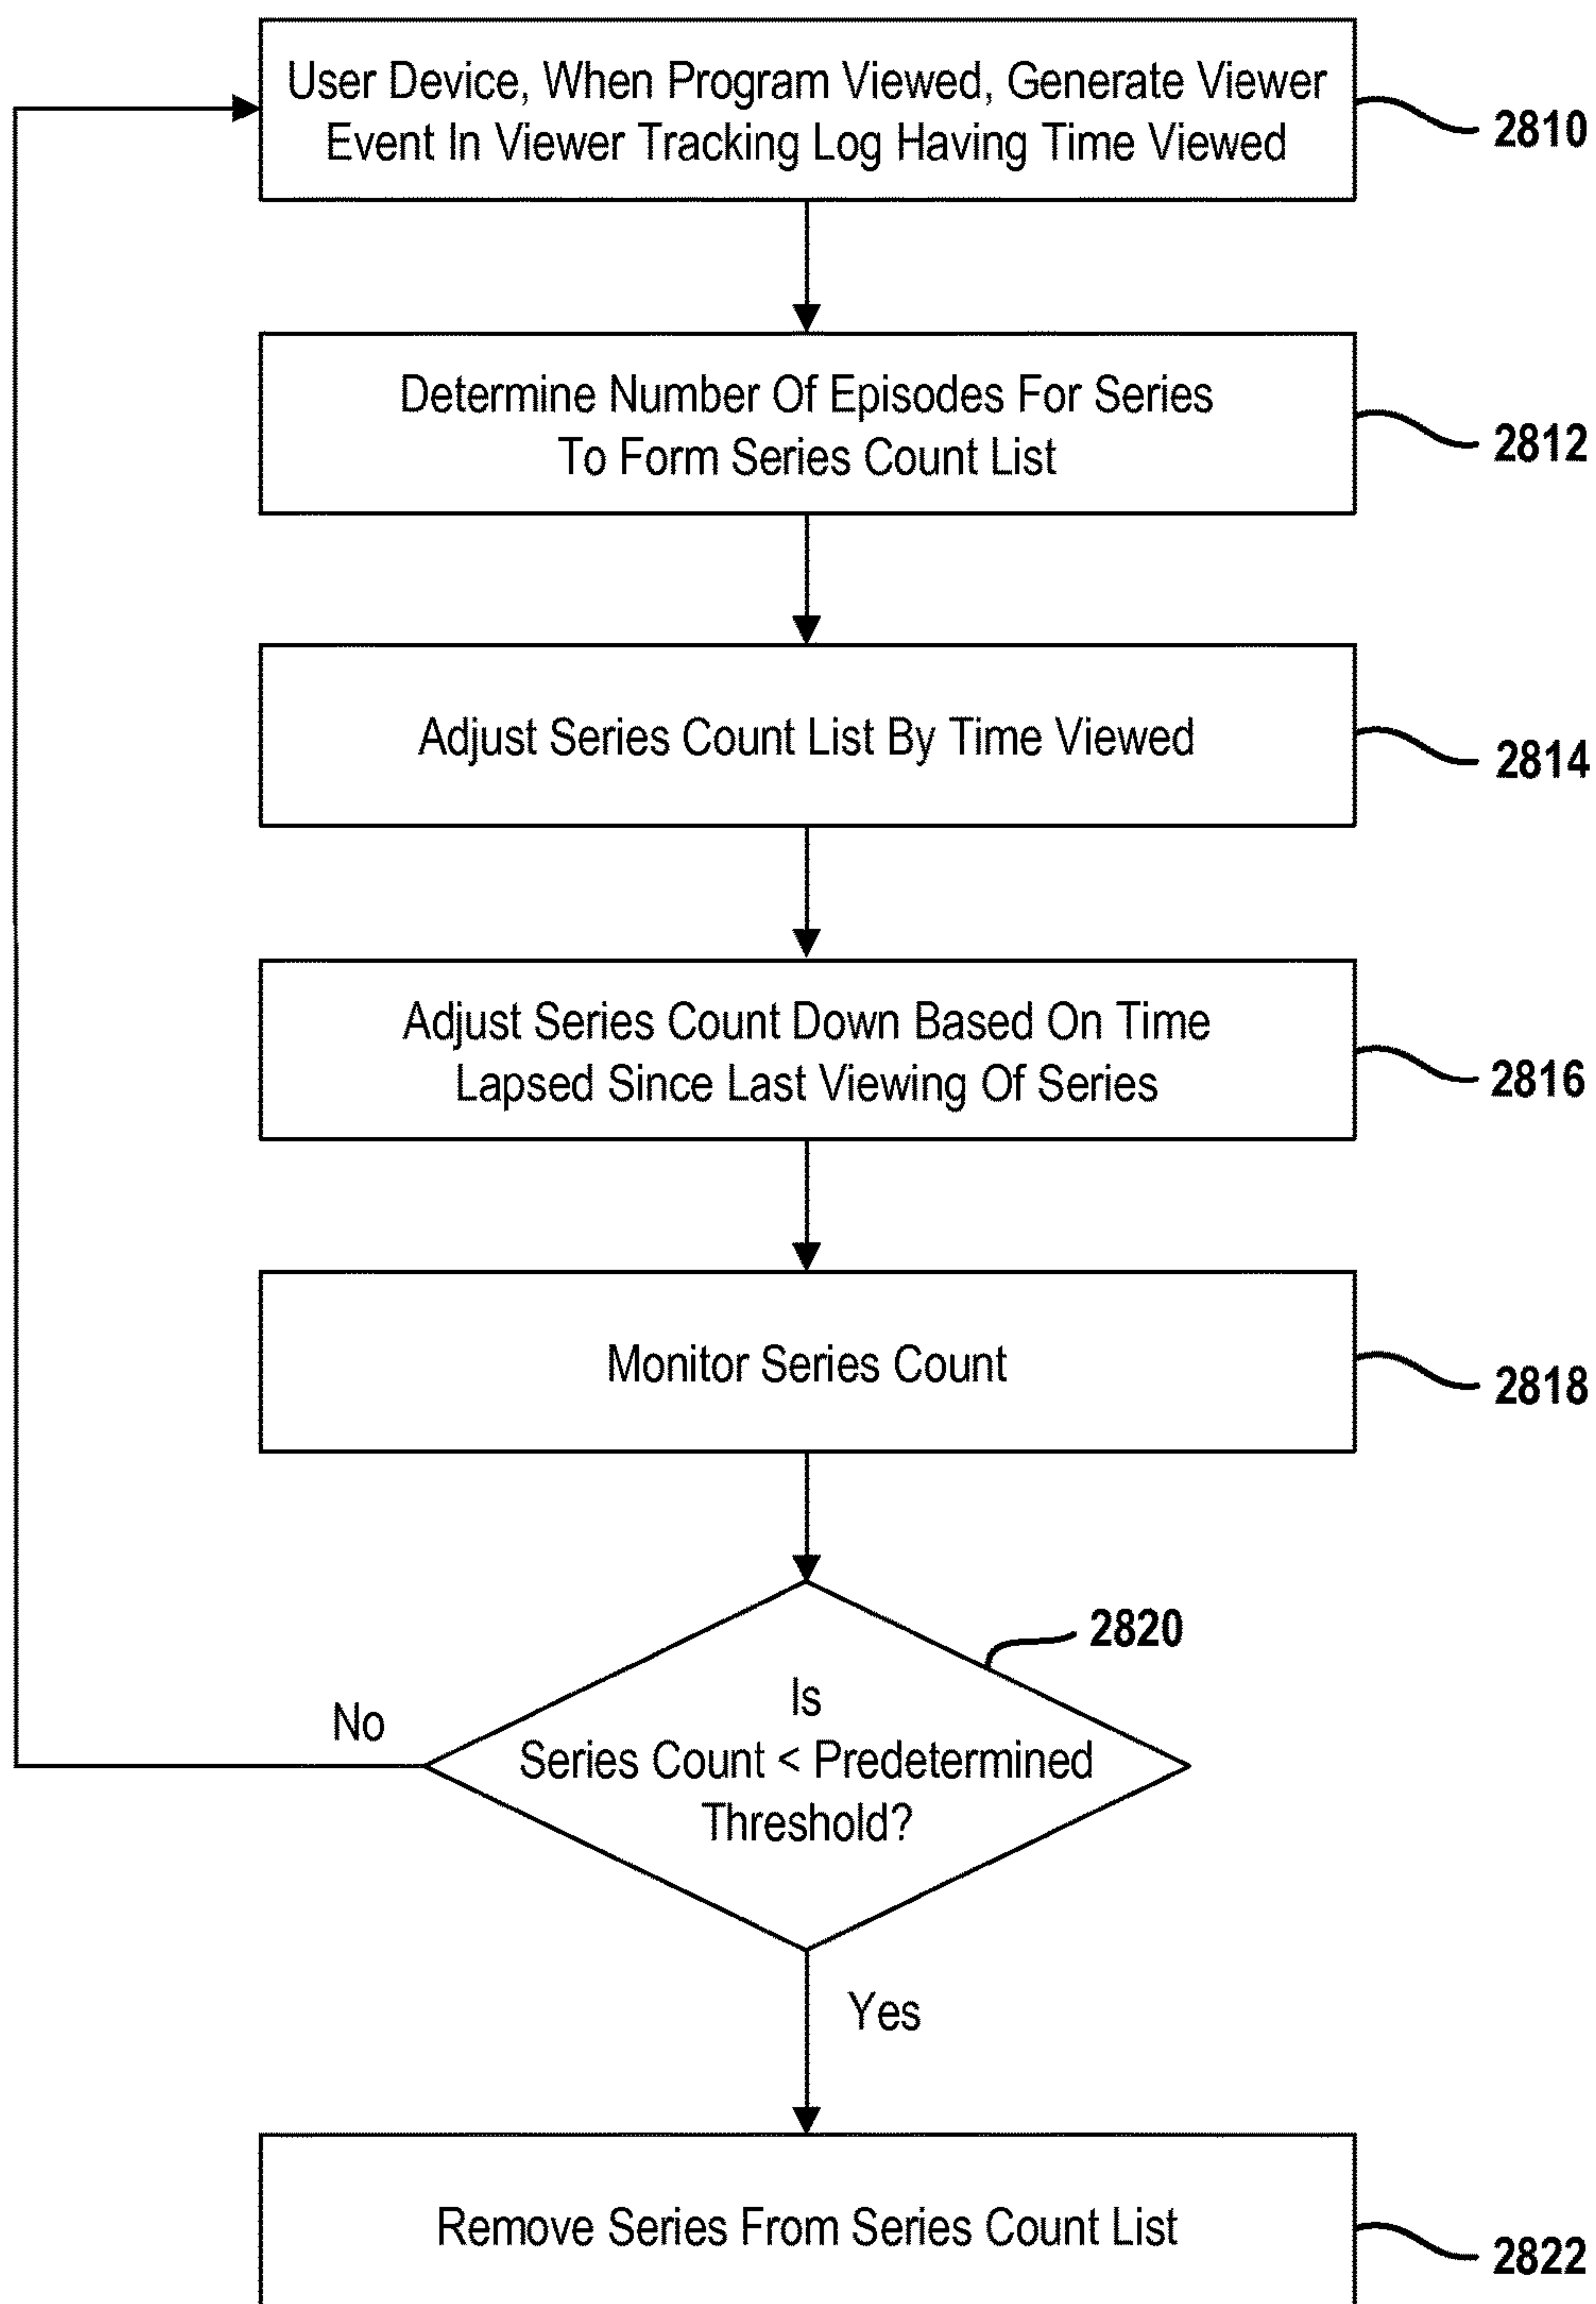 User Device, When Program Viewed, Generate Viewer
Event In Viewer Tracking Log Having Time Viewed
2810
Determine Number Of Episodes For Series
To Form Series Count List
2812
Adjust Series Count List By Time Viewed
2814
Adjust Series Count Down Based On Time
Lapsed Since Last Viewing Of Series
2816
Monitor Series Count
2818
2820
Is
Series Count < Predetermined
Threshold?
No
Yes
Remove Series From Series Count List
2822